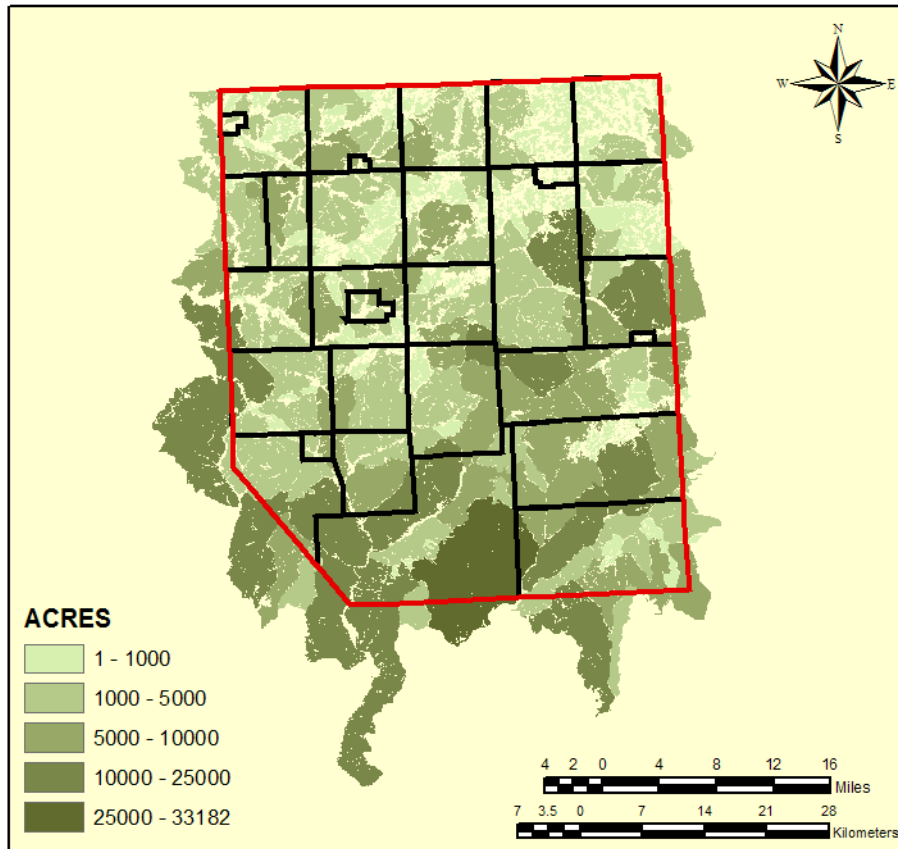 N
W E
S
ACRES
1 - 1000
1000 - 5000
5000 - 10000
10000 - 25000
25000 - 33182
4 2 0 4 8 12 16
Miles
7 3.5 0 7 14 21 28
Kilometers